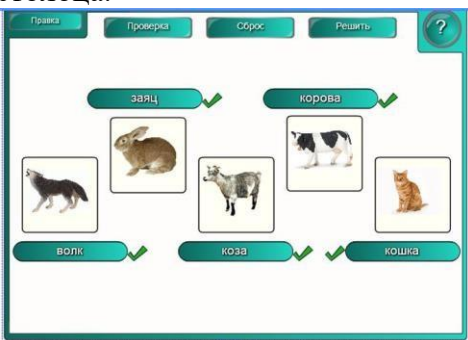 Правка Проверка Сброс Решить ?
заяц корова
волк коза кошка